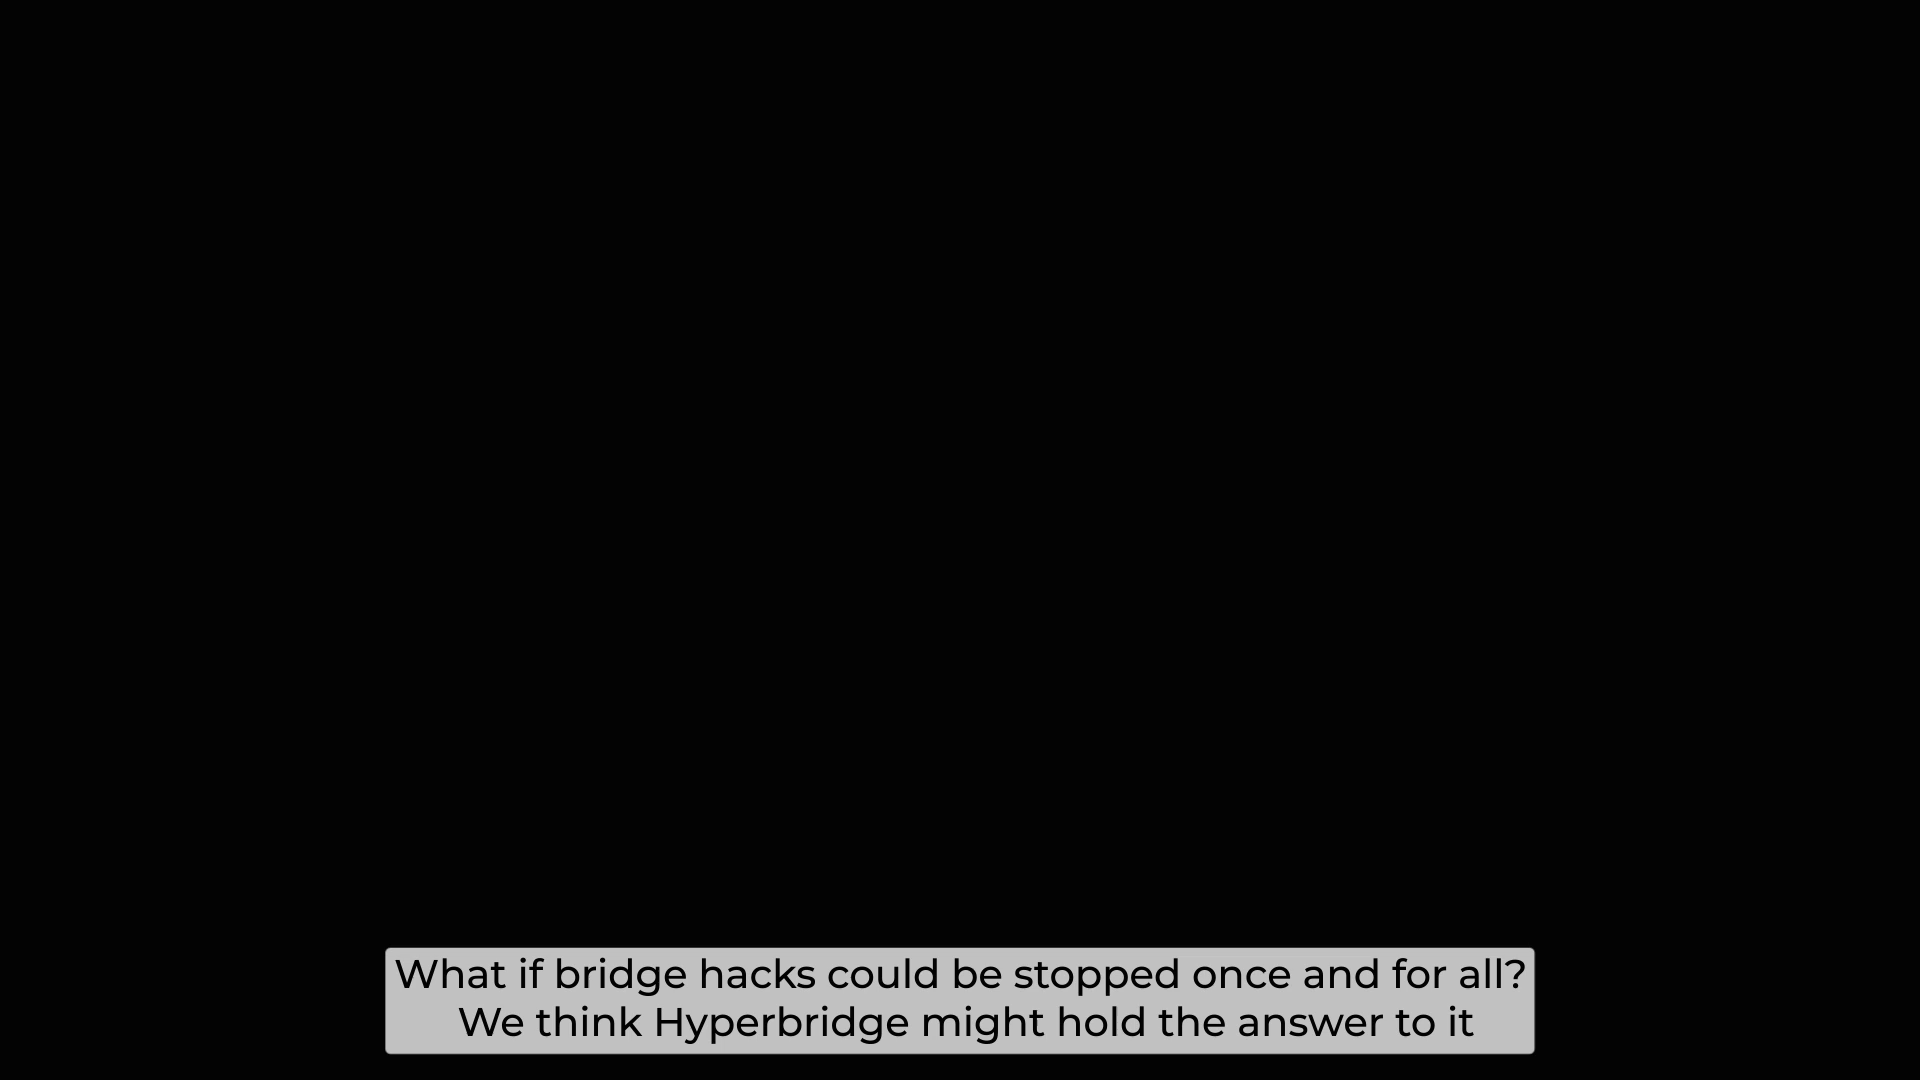 What if bridge hacks could be stopped once and for all?
We think Hyperbridge might hold the answer to it